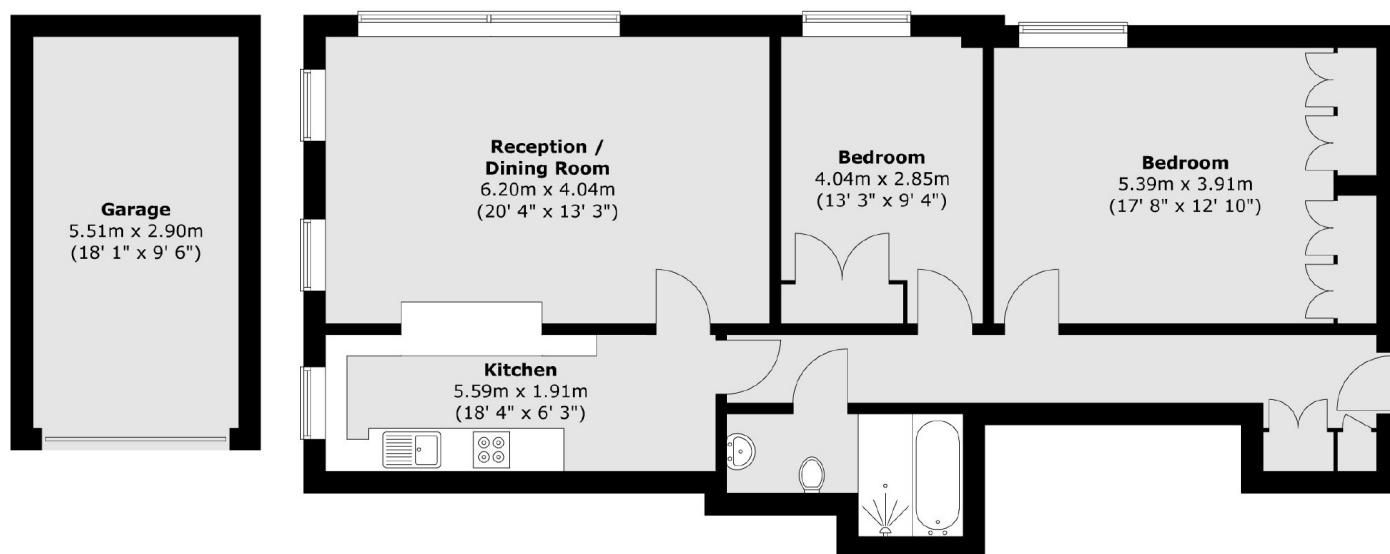 Garage
5.51m x 2.90m
(18' 1" x 9' 6")
Reception /
Dining Room
6.20m x 4.04m
(20' 4" x 13' 3")
Bedroom
4.04m x 2.85m
(13' 3" x 9' 4")
Bedroom
5.39m x 3.91m
(17' 8" x 12' 10")
Kitchen
5.59m x 1.91m
(18' 4" x 6' 3")